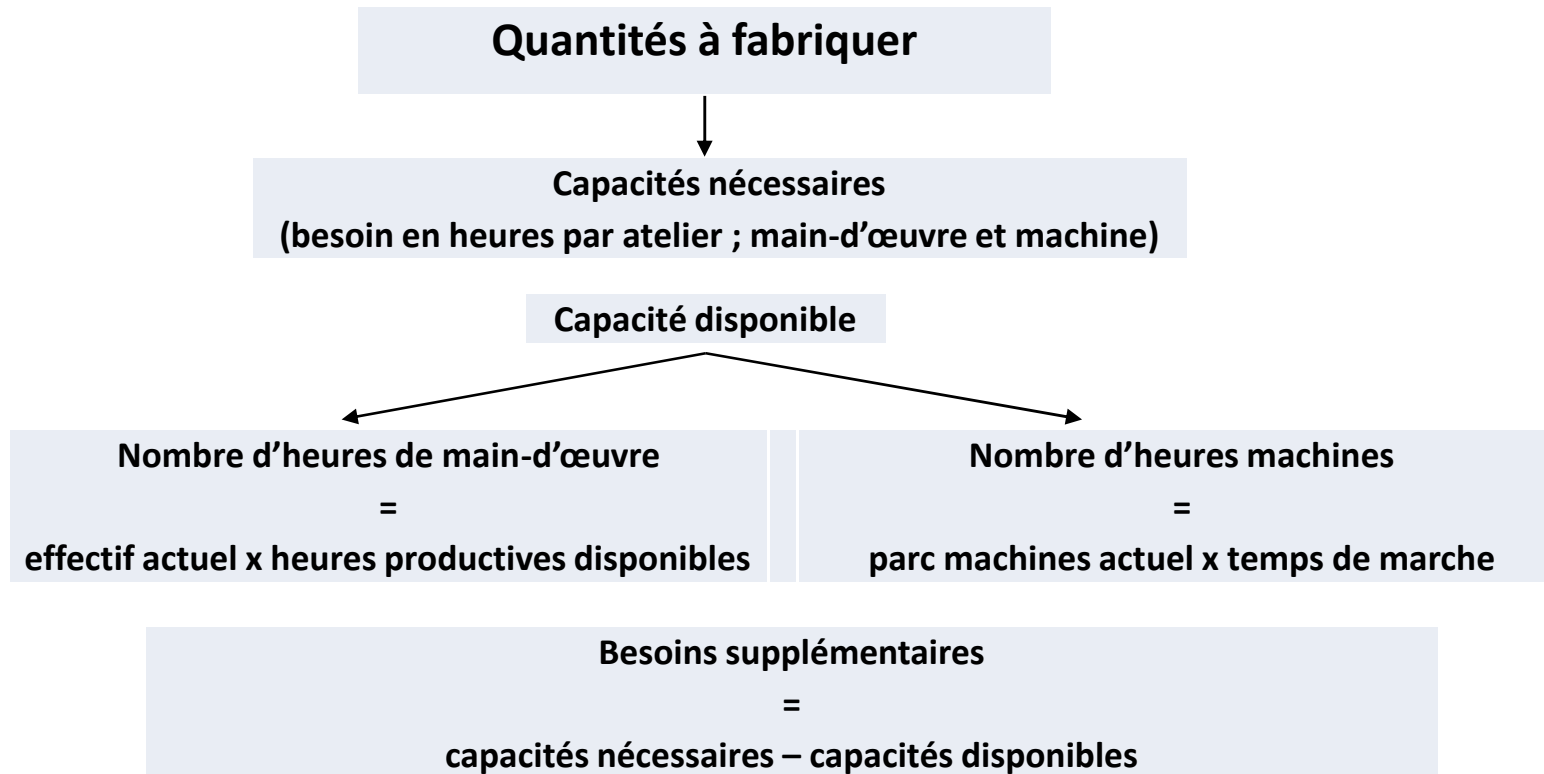 Quantités à fabriquer
Capacités nécessaires
(besoin en heures par atelier ; main-d'œuvre et machine)
Capacité disponible
Nombre d'heures de main-d'œuvre
=
effectif actuel x heures productives disponibles
Nombre d'heures machines
=
parc machines actuel x temps de marche
Besoins supplémentaires
=
capacités nécessaires – capacités disponibles